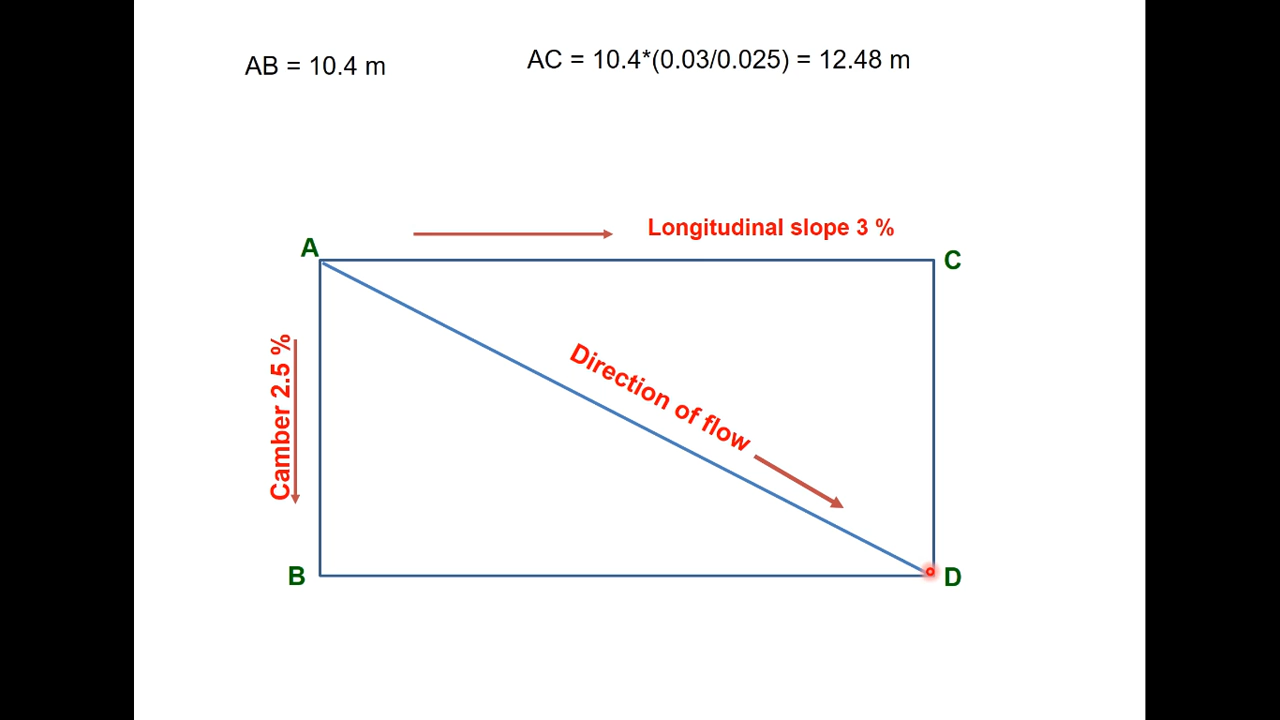 AB = 10.4 m
AC = 10.4*(0.03/0.025) = 12.48 m
Longitudinal slope 3 %
A
C
Camber 2.5 %
Direction of flow
B
D